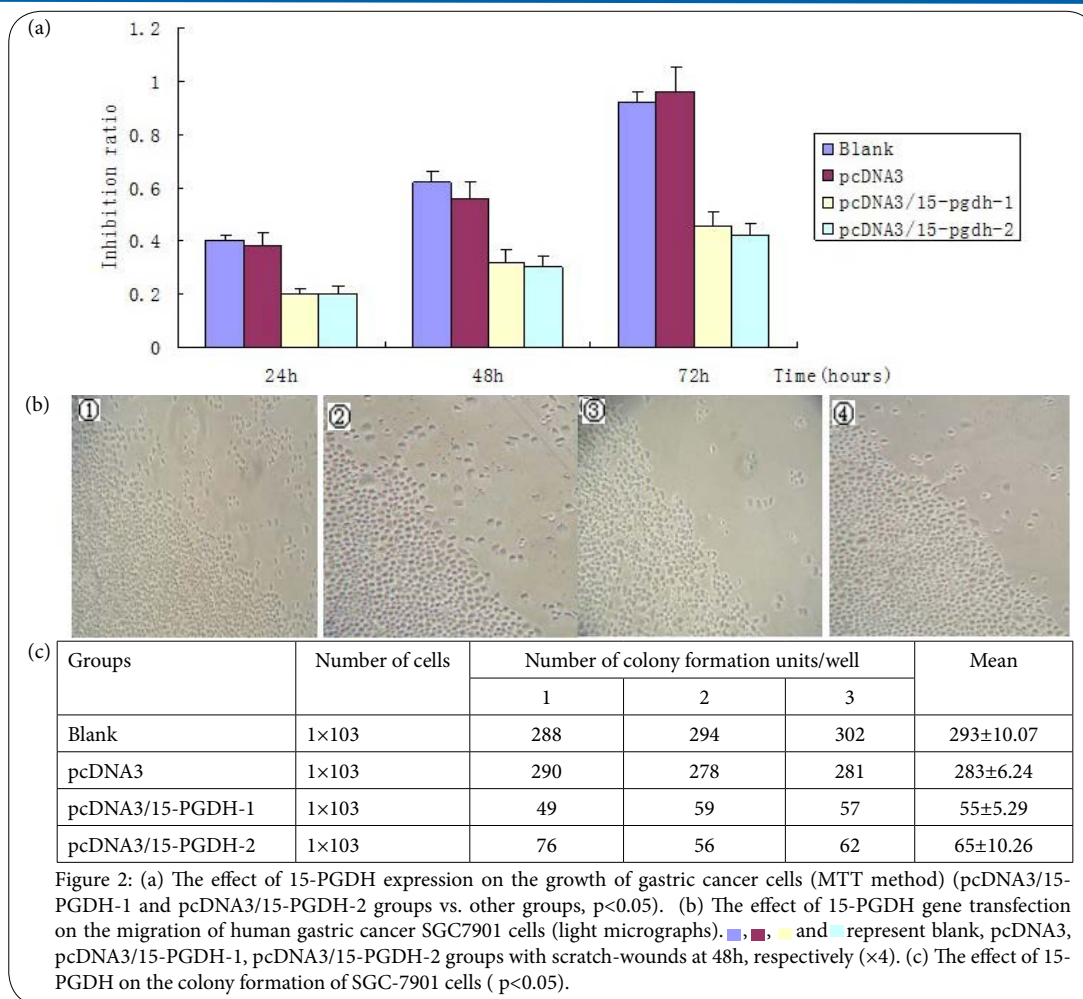 (a)
1.2
1
0.8
0.6
0.4
0.2
0
Inhibition ratio
Blank
pcDNA3
pcDNA3/15-pgdh-1
pcDNA3/15-pgdh-2
24h 48h 72h Time(hours)
(b)
① ② ③ ④
(c)
Groups Number of cells Number of colony formation units/well Mean
1 2 3
Blank 1×103 288 294 302 293±10.07
pcDNA3 1×103 290 278 281 283±6.24
pcDNA3/15-PGDH-1 1×103 49 59 57 55±5.29
pcDNA3/15-PGDH-2 1×103 76 56 62 65±10.26
Figure 2: (a) The effect of 15-PGDH expression on the growth of gastric cancer cells (MTT method) (pcDNA3/15-
PGDH-1 and pcDNA3/15-PGDH-2 groups vs. other groups, p<0.05). (b) The effect of 15-PGDH gene transfection
on the migration of human gastric cancer SGC7901 cells (light micrographs). , , and represent blank, pcDNA3,
pcDNA3/15-PGDH-1, pcDNA3/15-PGDH-2 groups with scratch-wounds at 48h, respectively (×4). (c) The effect of 15-
PGDH on the colony formation of SGC-7901 cells ( p<0.05).